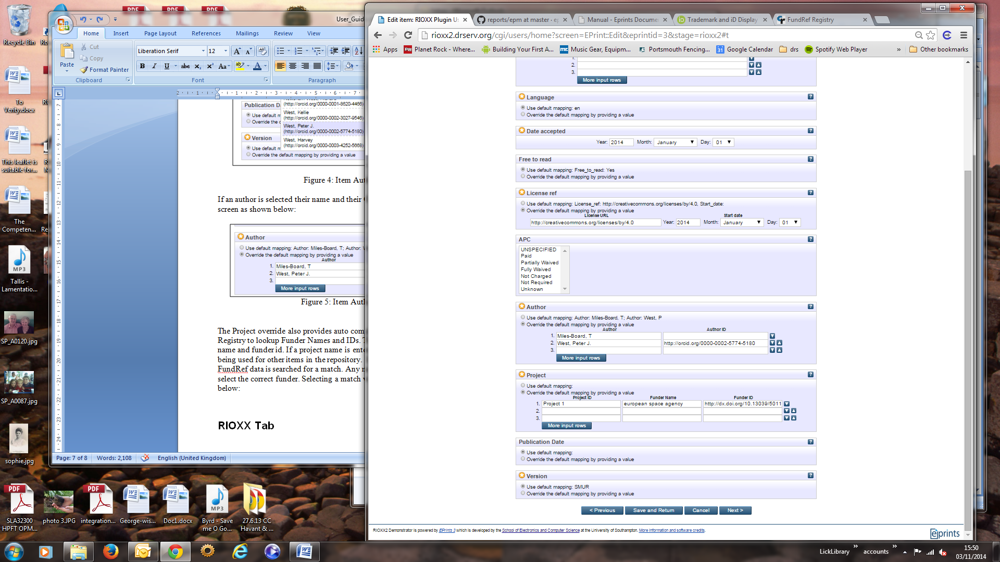 Recycle Bin
To Verity.docx
This leaflet is suitable for...
The Competen...
MP3
Tallis - Lamentatio...
SP_A0120.jpg
SP_A0087.jpg
sophie.jpg
PDF
PDF
PDF
User_Guid
Home Insert Page Layout References Mailings Review View
Paste
Cut
Copy
Format Painter
Clipboard
Liberation Serif 12
Font
Paragraph
(http://orcid.org/0000-0001-8620-4466)
Publication D
West, Kellie
Use default m (http://orcid.org/0000-0002-3027-9546)
Override the d
West, Peter J.
(http://orcid.org/0000-0002-5774-5180)
Version
West, Harvey
(http://orcid.org/0000-0003-4252-5668)
Use default m
Override the default mapping by providing a value
Figure 4: Item Aut
If an author is selected their name and their
screen as shown below:
Author
Use default mapping: Author: Miles-Board, T; Author:
Override the default mapping by providing a value
Author
1. Miles-Board, T
2. West, Peter J.
3.
More input rows
Figure 5: Item Auth
The Project override also provides auto com
Registry to lookup Funder Names and IDs. T
name and funder id. If a project name is ente
being used for other items in the repository.
FundRef data is searched for a match. Any m
select the correct funder. Selecting a match w
below:
RIOXX Tab
Page: 7 of 8 Words: 2,108 English (United Kingdom)
Edit item: RIOXX Plugin Us
reports/epm at master · ep
Manual - Eprints Documen
Trademark and iD Display
FundRef Registry
rioxx2.drserv.org/cgi/users/home?screen=EPrint::Edit&eprintid=3&stage=rioxx2#t
Apps Planet Rock - Where... Building Your First A... Music Gear, Equipm... Portsmouth Fencing... Google Calendar drs Spotify Web Player » Other bookmarks
1.
2.
3.
More input rows
Language
Use default mapping: en
Override the default mapping by providing a value
Date accepted
Year: 2014 Month: January Day: 01
Free to read
Use default mapping: Free_to_read: Yes
Override the default mapping by providing a value
License ref
Use default mapping: License_ref: http://creativecommons.org/licenses/by/4.0, Start_date:
Override the default mapping by providing a value
License URL Start date
http://creativecommons.org/licenses/by/4.0 Year: 2014 Month: January Day: 01
APC
UNSPECIFIED
Paid
Partially Waived
Fully Waived
Not Charged
Not Required
Unknown
Author
Use default mapping: Author: Miles-Board, T; Author: West, P
Override the default mapping by providing a value
Author Author ID
1. Miles-Board, T
2. West, Peter J. http://orcid.org/0000-0002-5774-5180
3.
More input rows
Project
Use default mapping:
Override the default mapping by providing a value
Project ID Funder Name Funder ID
1. Project 1 european space agency http://dx.doi.org/10.13039/5011
2.
3.
More input rows
Publication Date
Use default mapping:
Override the default mapping by providing a value
Version
Use default mapping: SMUR
Override the default mapping by providing a value
< Previous Save and Return Cancel Next >
RIOXX2 Demonstrator is powered by EPrints 3 which is developed by the School of Electronics and Computer Science at the University of Southampton. More information and software credits.
eprints
PDF
SLA32300 HPFT OPM...
photo 3.JPG
PDF
integration...
George-wis...
Doc1.docx
MP3
Byrd - Save me O Go...
27.6.13 CC Havant & ...
LickLibrary » accounts »
15:50
03/11/2014